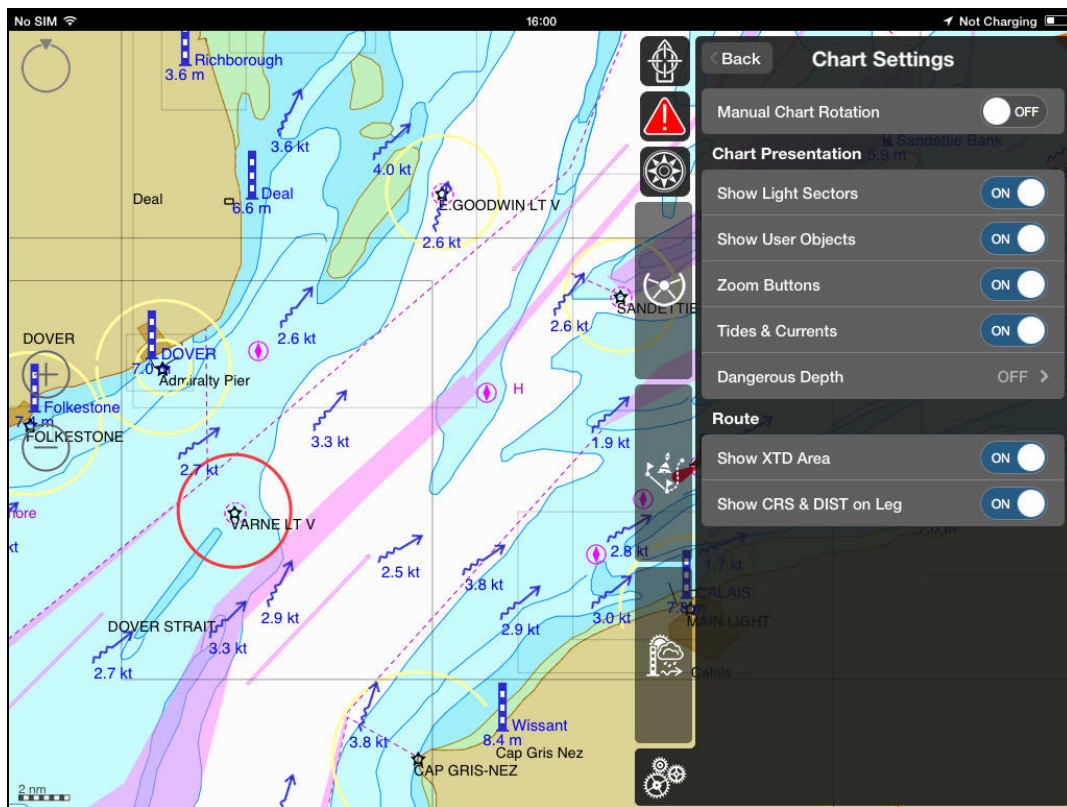 No SIM
16:00
Not Charging
Richborough
3.6 m
3.6 kt
4.0 kt
Deal
Deal
6.6 m
E.GOODWIN LT V
2.6 kt
2.6 kt
2.6 kt
SANDETTIE
DOVER
DOVER
7.0
Admiralty Pier
Folkestone
FOLKESTONE
H
3.3 kt
1.9 kt
2.7 kt
VARNE LT V
hore
kt
2.5 kt
3.8 kt
2.8 kt
1.7 kt
2.9 kt
2.9 kt
3.0 kt
CALAIS
MAIN LIGHT
DOVER STRAIT
3.3 kt
2.7 kt
Calais
3.8 kt
Wissant
8.4 m
Cap Gris Nez
CAP GRIS-NEZ
2 nm
Back
Chart Settings
Manual Chart Rotation OFF
Sandettie Bank
5.9 m
Chart Presentation
Show Light Sectors ON
Show User Objects ON
Zoom Buttons ON
Tides & Currents ON
Dangerous Depth OFF
Route
Show XTD Area ON
Show CRS & DIST on Leg ON